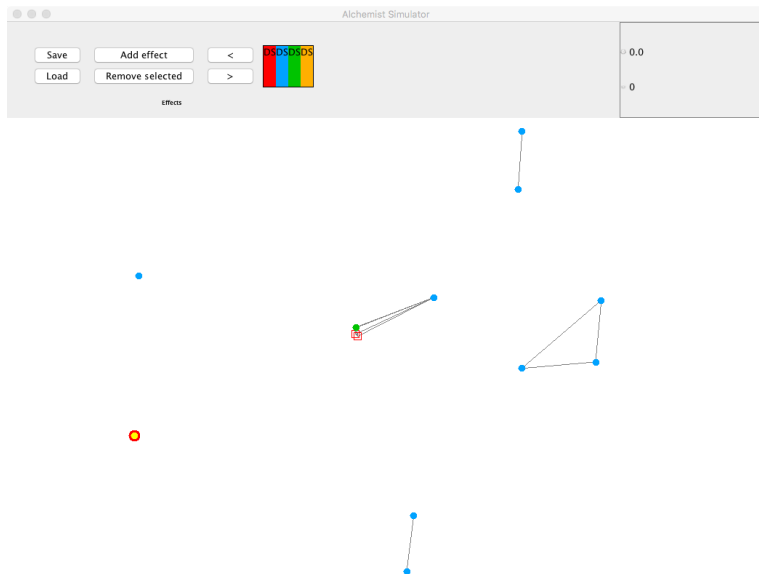 Alchemist Simulator
Save Add effect < DSDSDSDS 0.0
Load Remove selected > 0
Effects